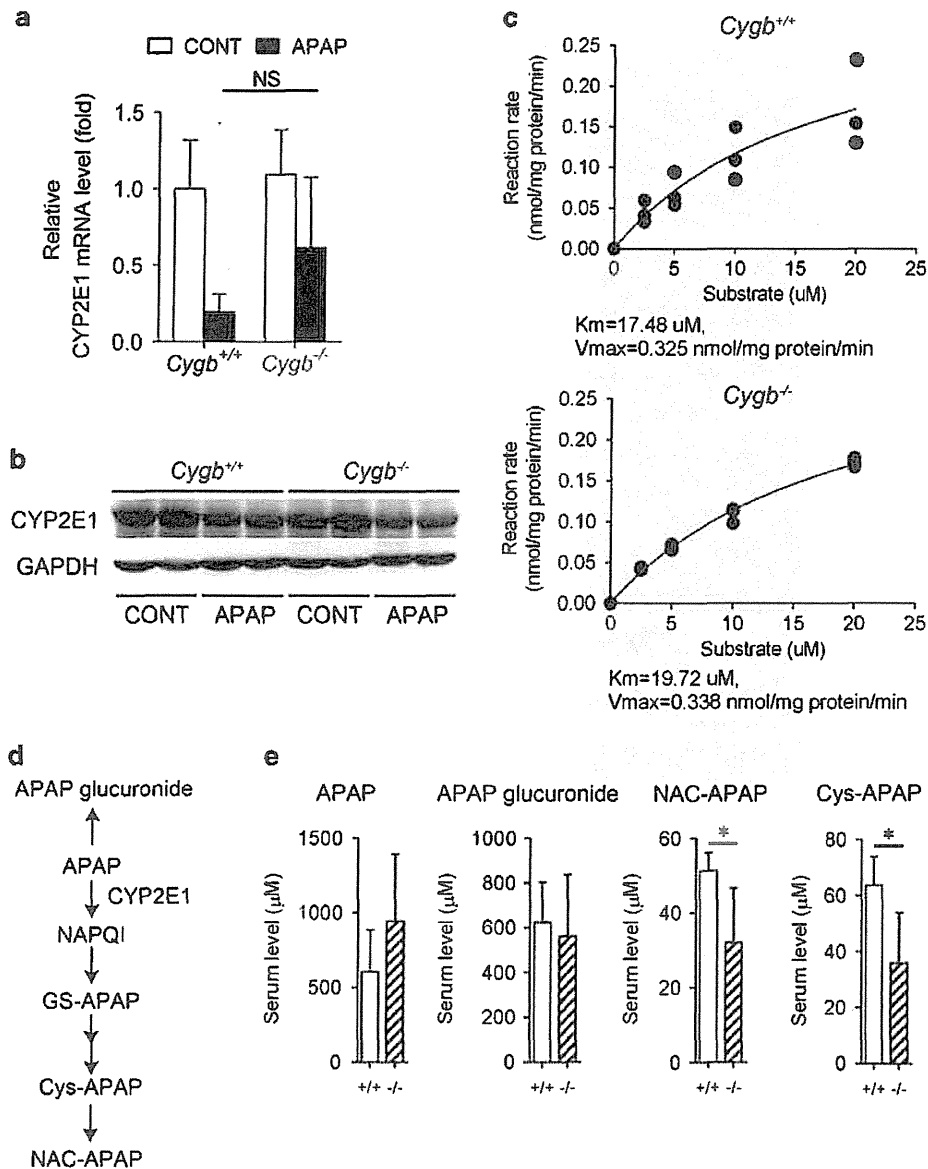 a
CONT APAP
NS
Relative
CYP2E1 mRNA level (fold)
1.5
1.0
0.5
0.0
Cygb+/+ Cygb-/-
b
Cygb+/+ Cygb-/-
CYP2E1
GAPDH
CONT APAP CONT APAP
c
Cygb+/+
Reaction rate
(nmol/mg protein/min)
0.25
0.20
0.15
0.10
0.05
0.00
0 5 10 15 20 25
Substrate (uM)
Km=17.48 uM,
Vmax=0.325 nmol/mg protein/min
Cygb-/-
Reaction rate
(nmol/mg protein/min)
0.25
0.20
0.15
0.10
0.05
0.00
0 5 10 15 20 25
Substrate (uM)
Km=19.72 uM,
Vmax=0.338 nmol/mg protein/min
d
APAP glucuronide
APAP
CYP2E1
NAPQI
GS-APAP
Cys-APAP
NAC-APAP
e
APAP
Serum level (μM)
1500
1000
500
0
+/+ -/-
APAP glucuronide
Serum level (μM)
1000
800
600
400
200
0
+/+ -/-
NAC-APAP
Serum level (μM)
60
40
20
0
*
+/+ -/-
Cys-APAP
Serum level (μM)
80
60
40
20
0
*
+/+ -/-